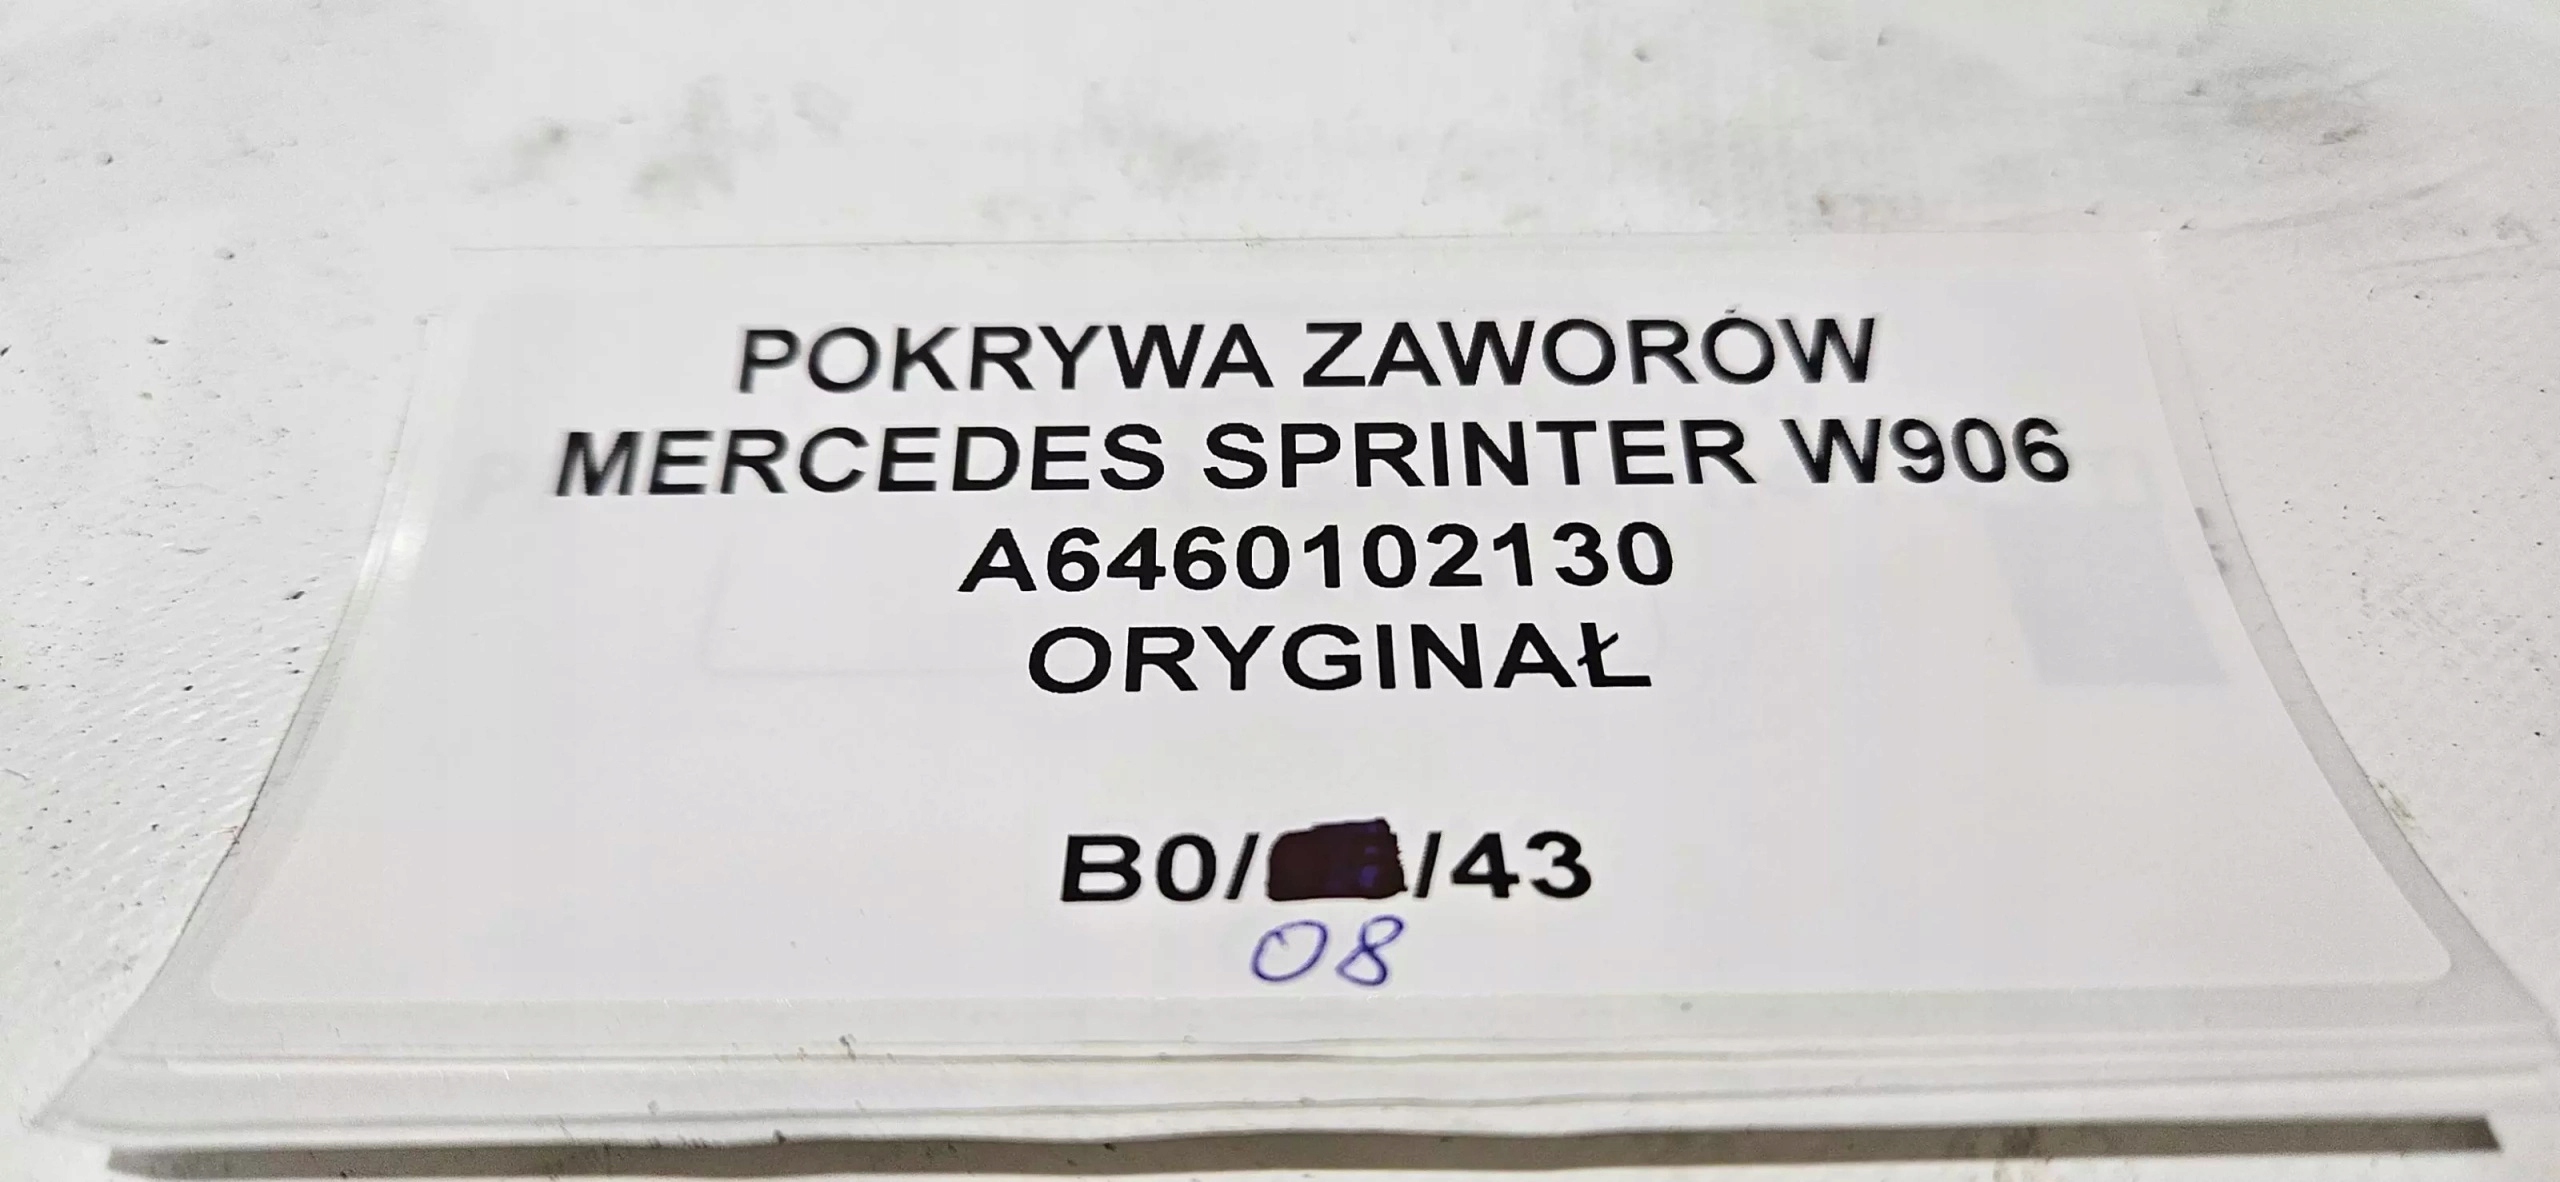 POKRYWA ZAWORÓW
MERCEDES SPRINTER W906
A6460102130
ORYGINAŁ
B0/ /43
08